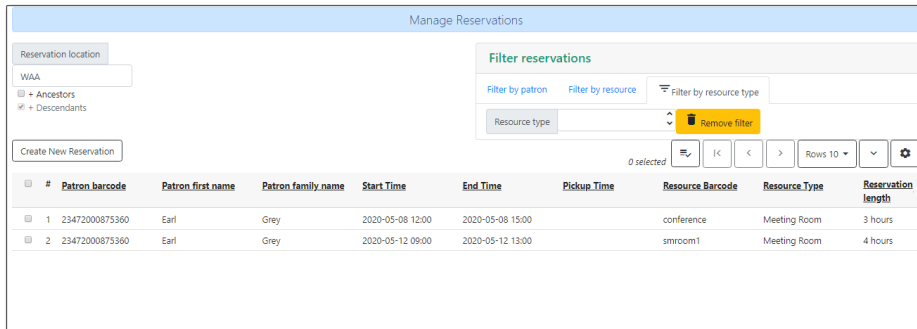 Manage Reservations
Reservation location
WAA
+ Ancestors
+ Descendants
Filter reservations
Filter by patron Filter by resource Filter by resource type
Resource type Remove filter
Create New Reservation
0 selected Rows 10
# Patron barcode Patron first name Patron family name Start Time End Time Pickup Time Resource Barcode Resource Type Reservation length
1 23472000875360 Earl Grey 2020-05-08 12:00 2020-05-08 15:00 conference Meeting Room 3 hours
2 23472000875360 Earl Grey 2020-05-12 09:00 2020-05-12 13:00 smroom1 Meeting Room 4 hours